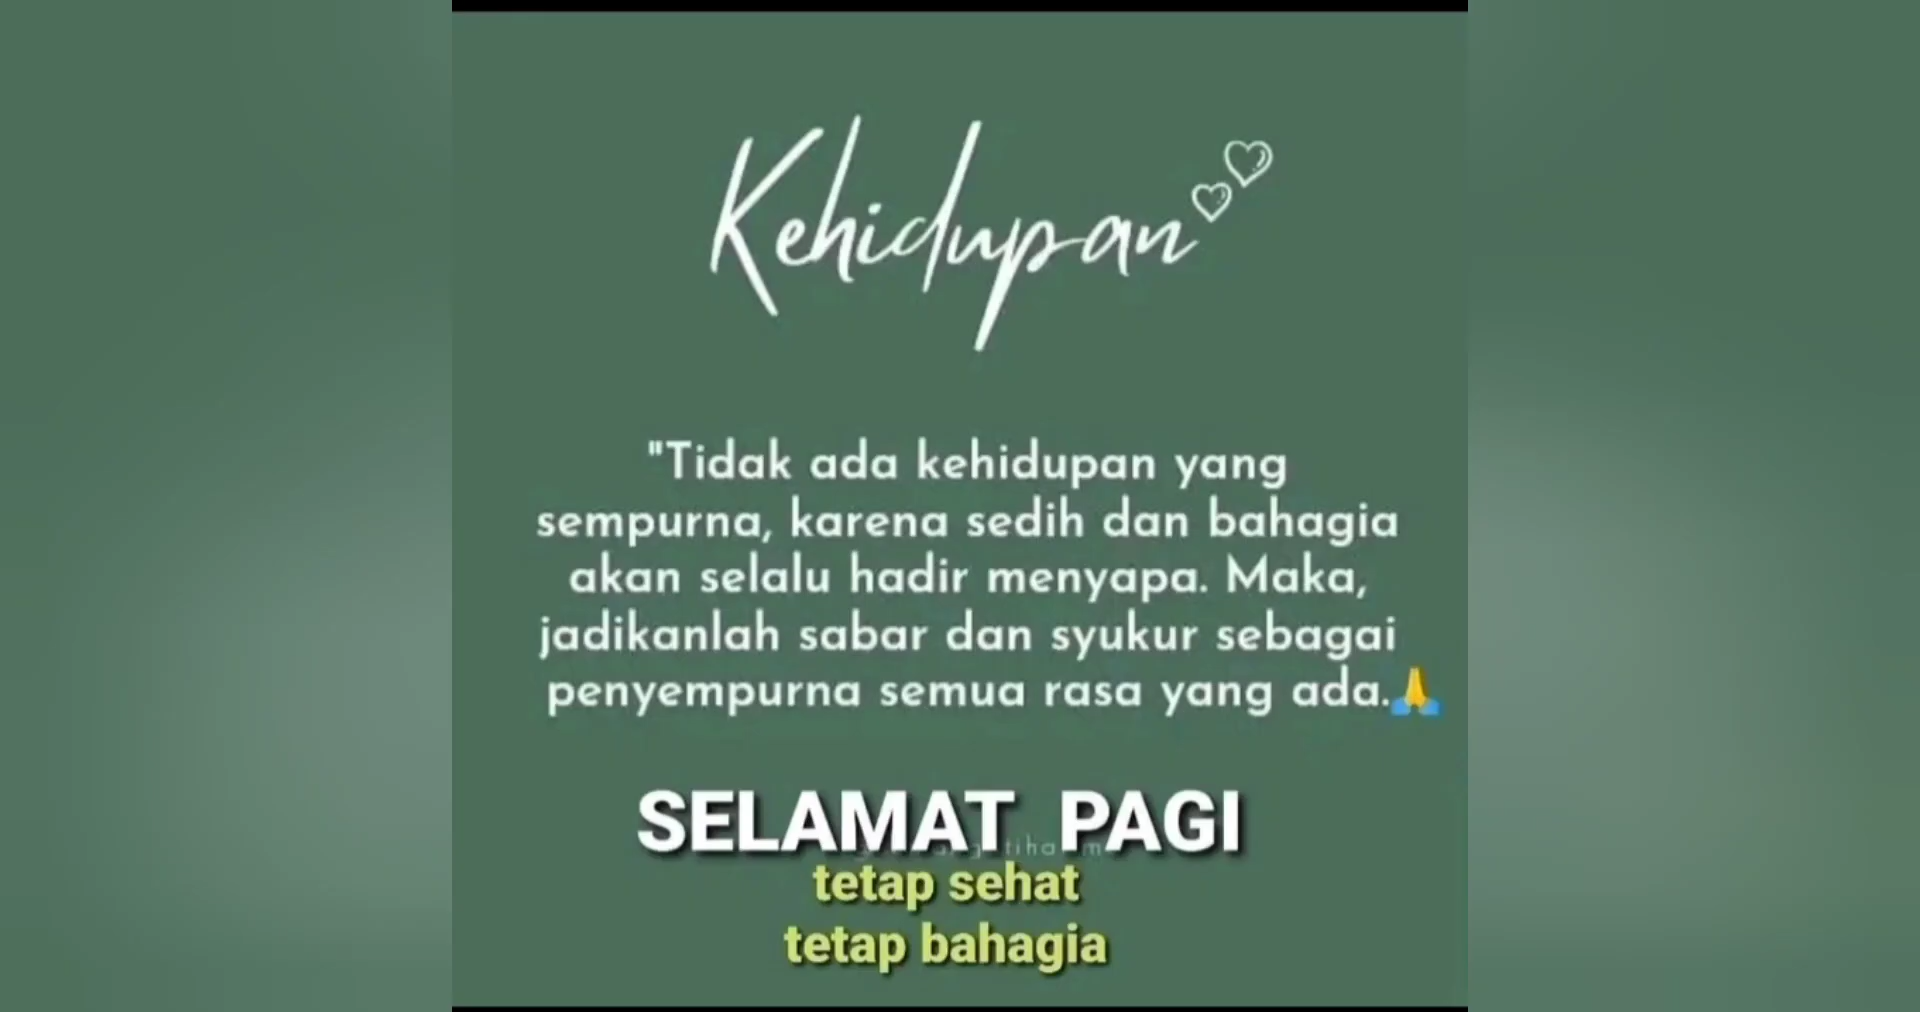 Kehidupan
"Tidak ada kehidupan yang
sempurna, karena sedih dan bahagia
akan selalu hadir menyapa. Maka,
jadikanlah sabar dan syukur sebagai
penyempurna semua rasa yang ada.🙏
SELAMAT PAGI
tetap sehat
tetap bahagia